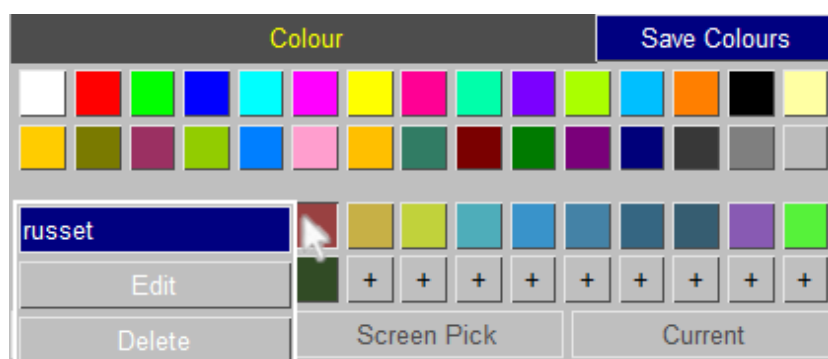 Colour Save Colours
russet
Edit + + + + + + + + +
Delete Screen Pick Current